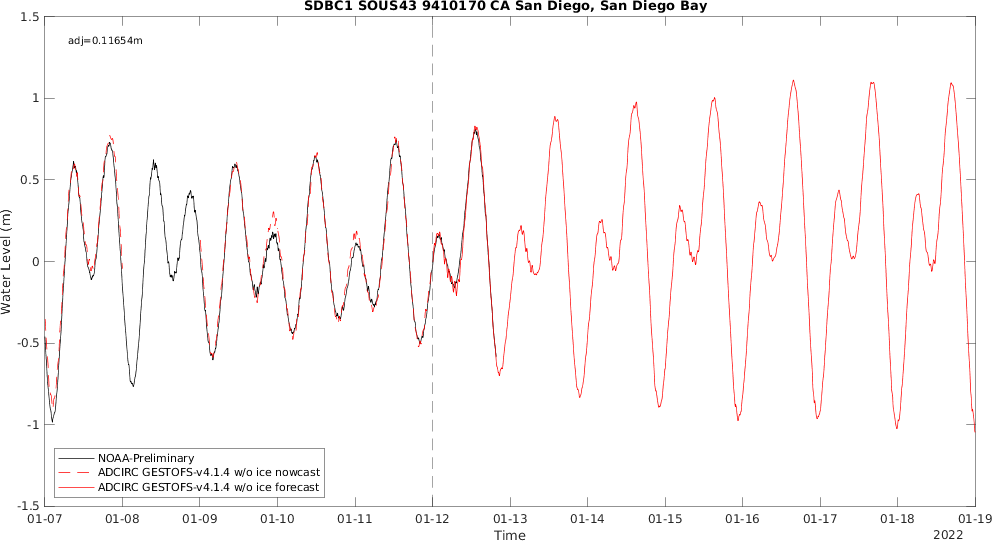 SDBC1 SOUS43 9410170 CA San Diego, San Diego Bay
adj=0.11654m
1.5
1
0.5
0
-0.5
-1
-1.5
Water Level (m)
NOAA-Preliminary
ADCIRC GESTOFS-v4.1.4 w/o ice nowcast
ADCIRC GESTOFS-v4.1.4 w/o ice forecast
01-07 01-08 01-09 01-10 01-11 01-12 01-13 01-14 01-15 01-16 01-17 01-18 01-19
Time
2022